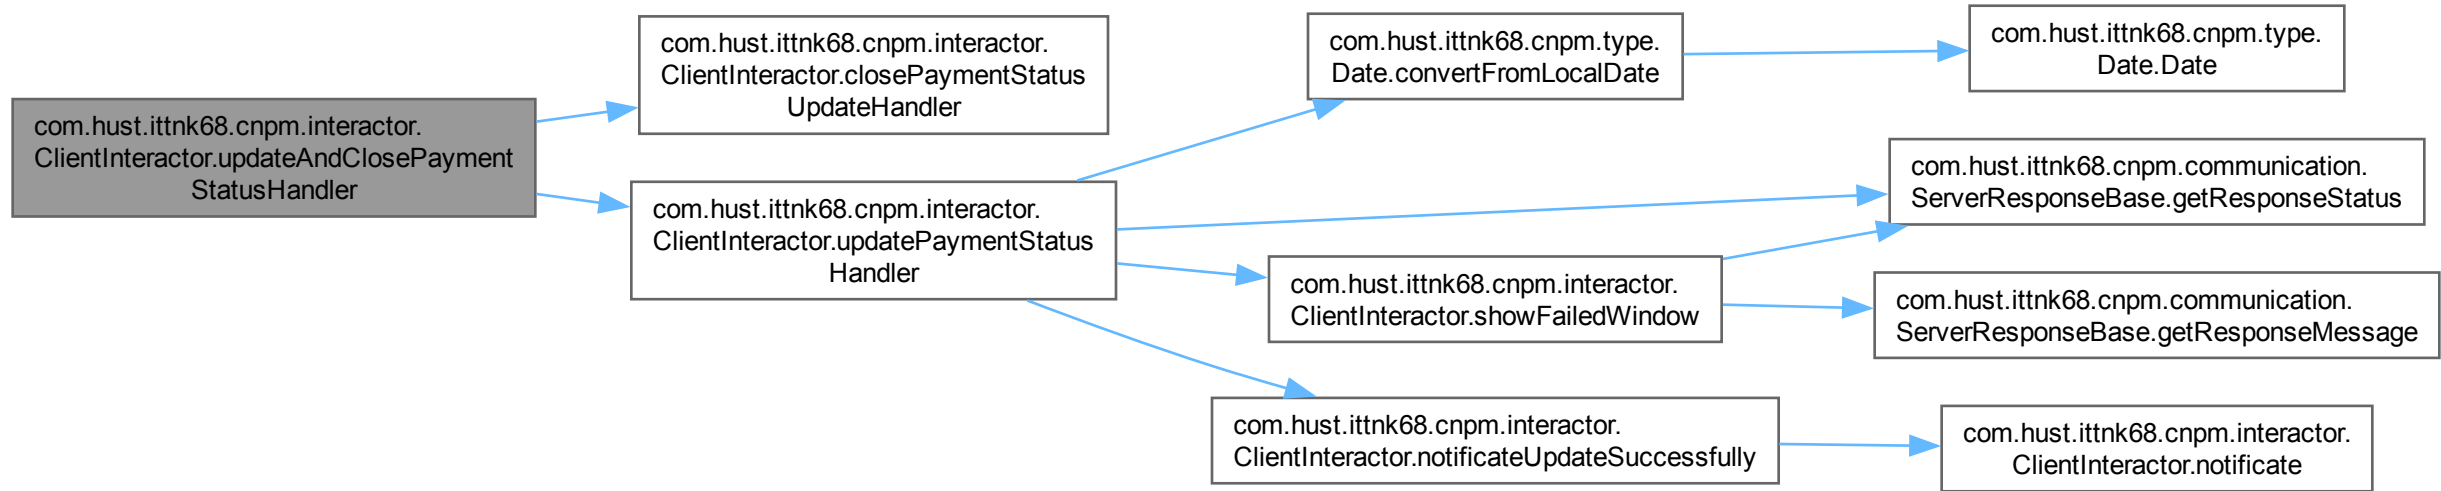 com.hust.ittnk68.cnpm.interactor.
ClientInteractor.updateAndClosePayment
StatusHandler
com.hust.ittnk68.cnpm.interactor.
ClientInteractor.closePaymentStatus
UpdateHandler
com.hust.ittnk68.cnpm.interactor.
ClientInteractor.updatePaymentStatus
Handler
com.hust.ittnk68.cnpm.type.
Date.convertFromLocalDate
com.hust.ittnk68.cnpm.type.
Date.Date
com.hust.ittnk68.cnpm.communication.
ServerResponseBase.getResponseStatus
com.hust.ittnk68.cnpm.interactor.
ClientInteractor.showFailedWindow
com.hust.ittnk68.cnpm.communication.
ServerResponseBase.getResponseMessage
com.hust.ittnk68.cnpm.interactor.
ClientInteractor.notificateUpdateSuccessfully
com.hust.ittnk68.cnpm.interactor.
ClientInteractor.notificate